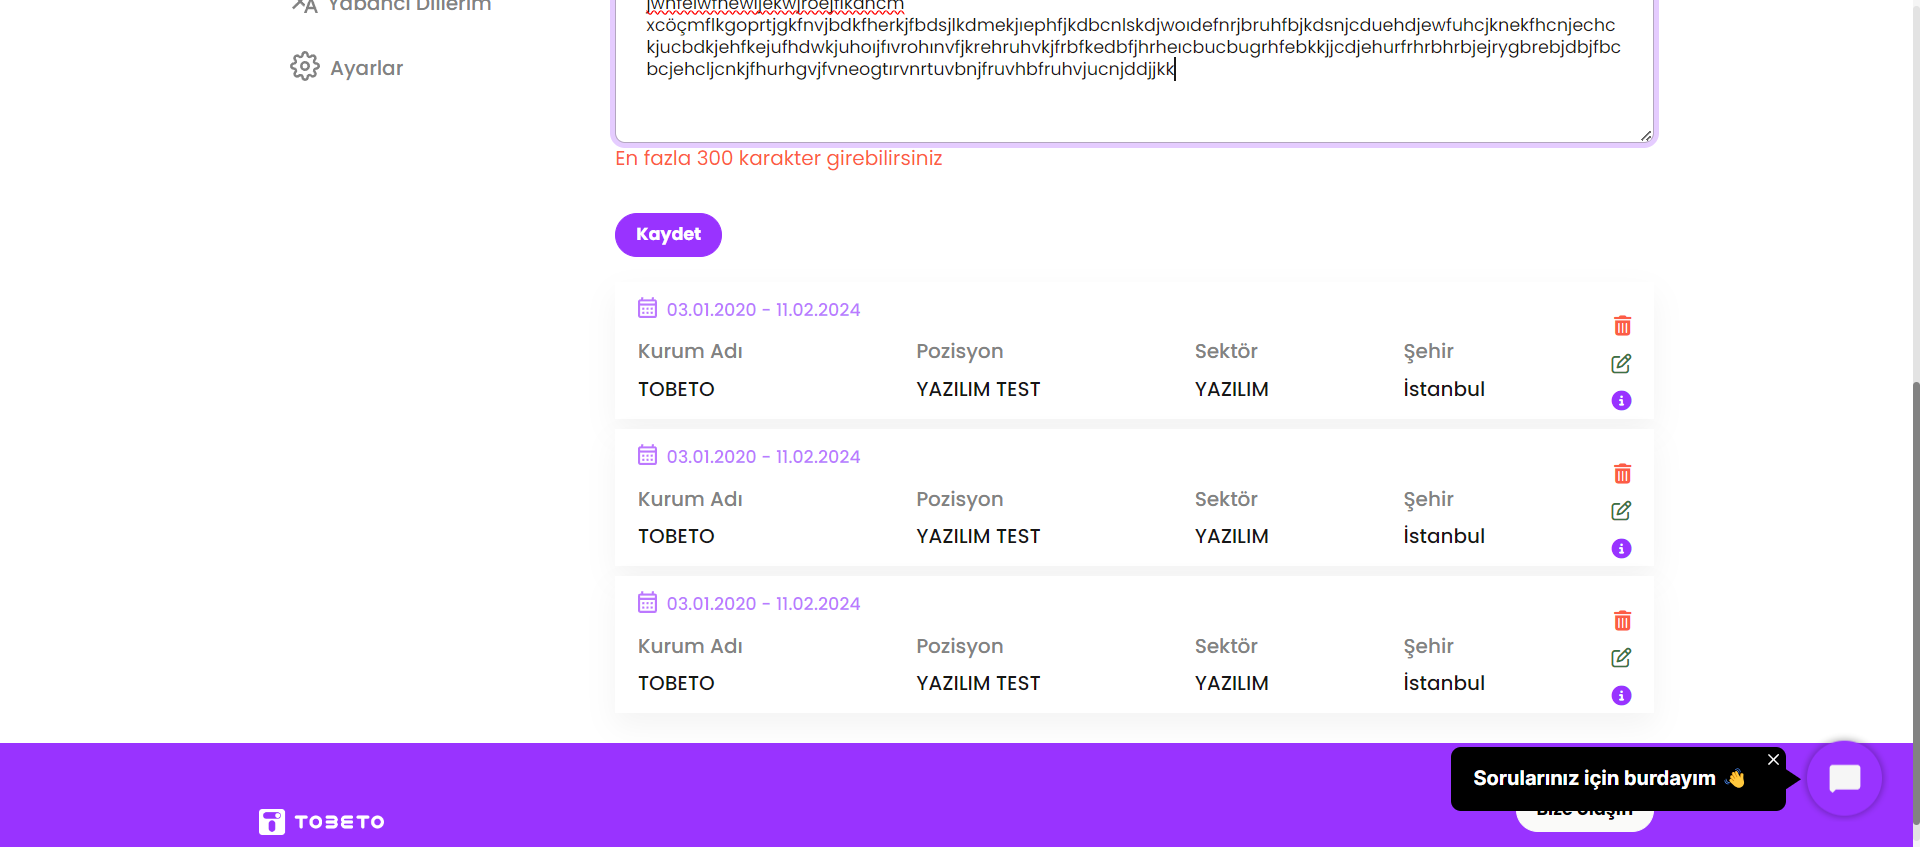 Yabancı Dillerim
Ayarlar
xcöçmflkgoprtjgkfnvjbdkfherkjfbdsjlkdmekjıephfjkdbcnlskdjwoıdefnrjbruhfbjkdsnjcduehdjewfuhcjknekfhcnjechc
kjucbdkjehfkejufhdwkjuhoıjfıvrohınvfjkrehruhvkjfrbfkedbfjhrheıcbucbugrhfebkkjjcdjehurfrhrbhrbjejrygbrebjdbjfbc
bcjehcljcnkjfhurhgvjfvneogtırvnrtuvbnjfruvhbfruhvjucnjddjjkk
En fazla 300 karakter girebilirsiniz
Kaydet
03.01.2020 - 11.02.2024
Kurum Adı Pozisyon Sektör Şehir
TOBETO YAZILIM TEST YAZILIM İstanbul
03.01.2020 - 11.02.2024
Kurum Adı Pozisyon Sektör Şehir
TOBETO YAZILIM TEST YAZILIM İstanbul
03.01.2020 - 11.02.2024
Kurum Adı Pozisyon Sektör Şehir
TOBETO YAZILIM TEST YAZILIM İstanbul
Sorularınız için burdayım 👋
Bize Ulaşın
TOBETO